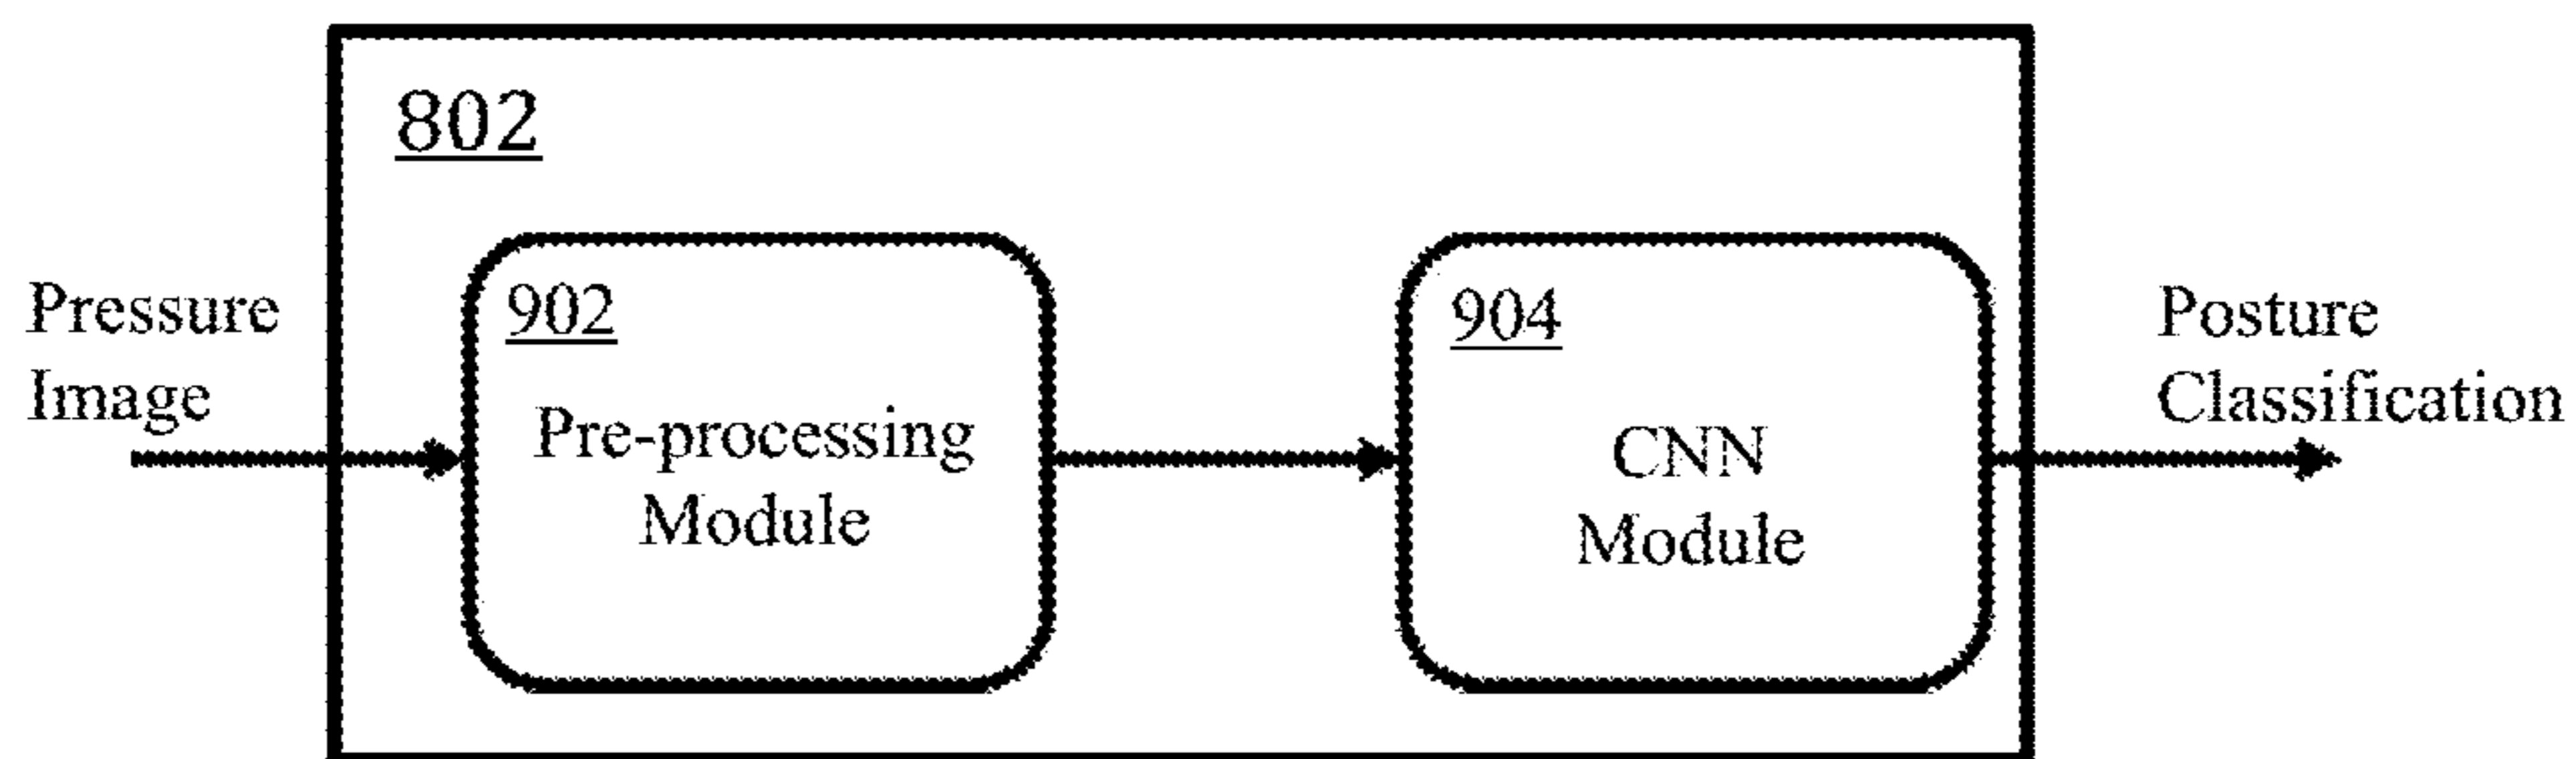 802
Pressure
Image
902
Pre-processing
Module
904
CNN
Module
Posture
Classification